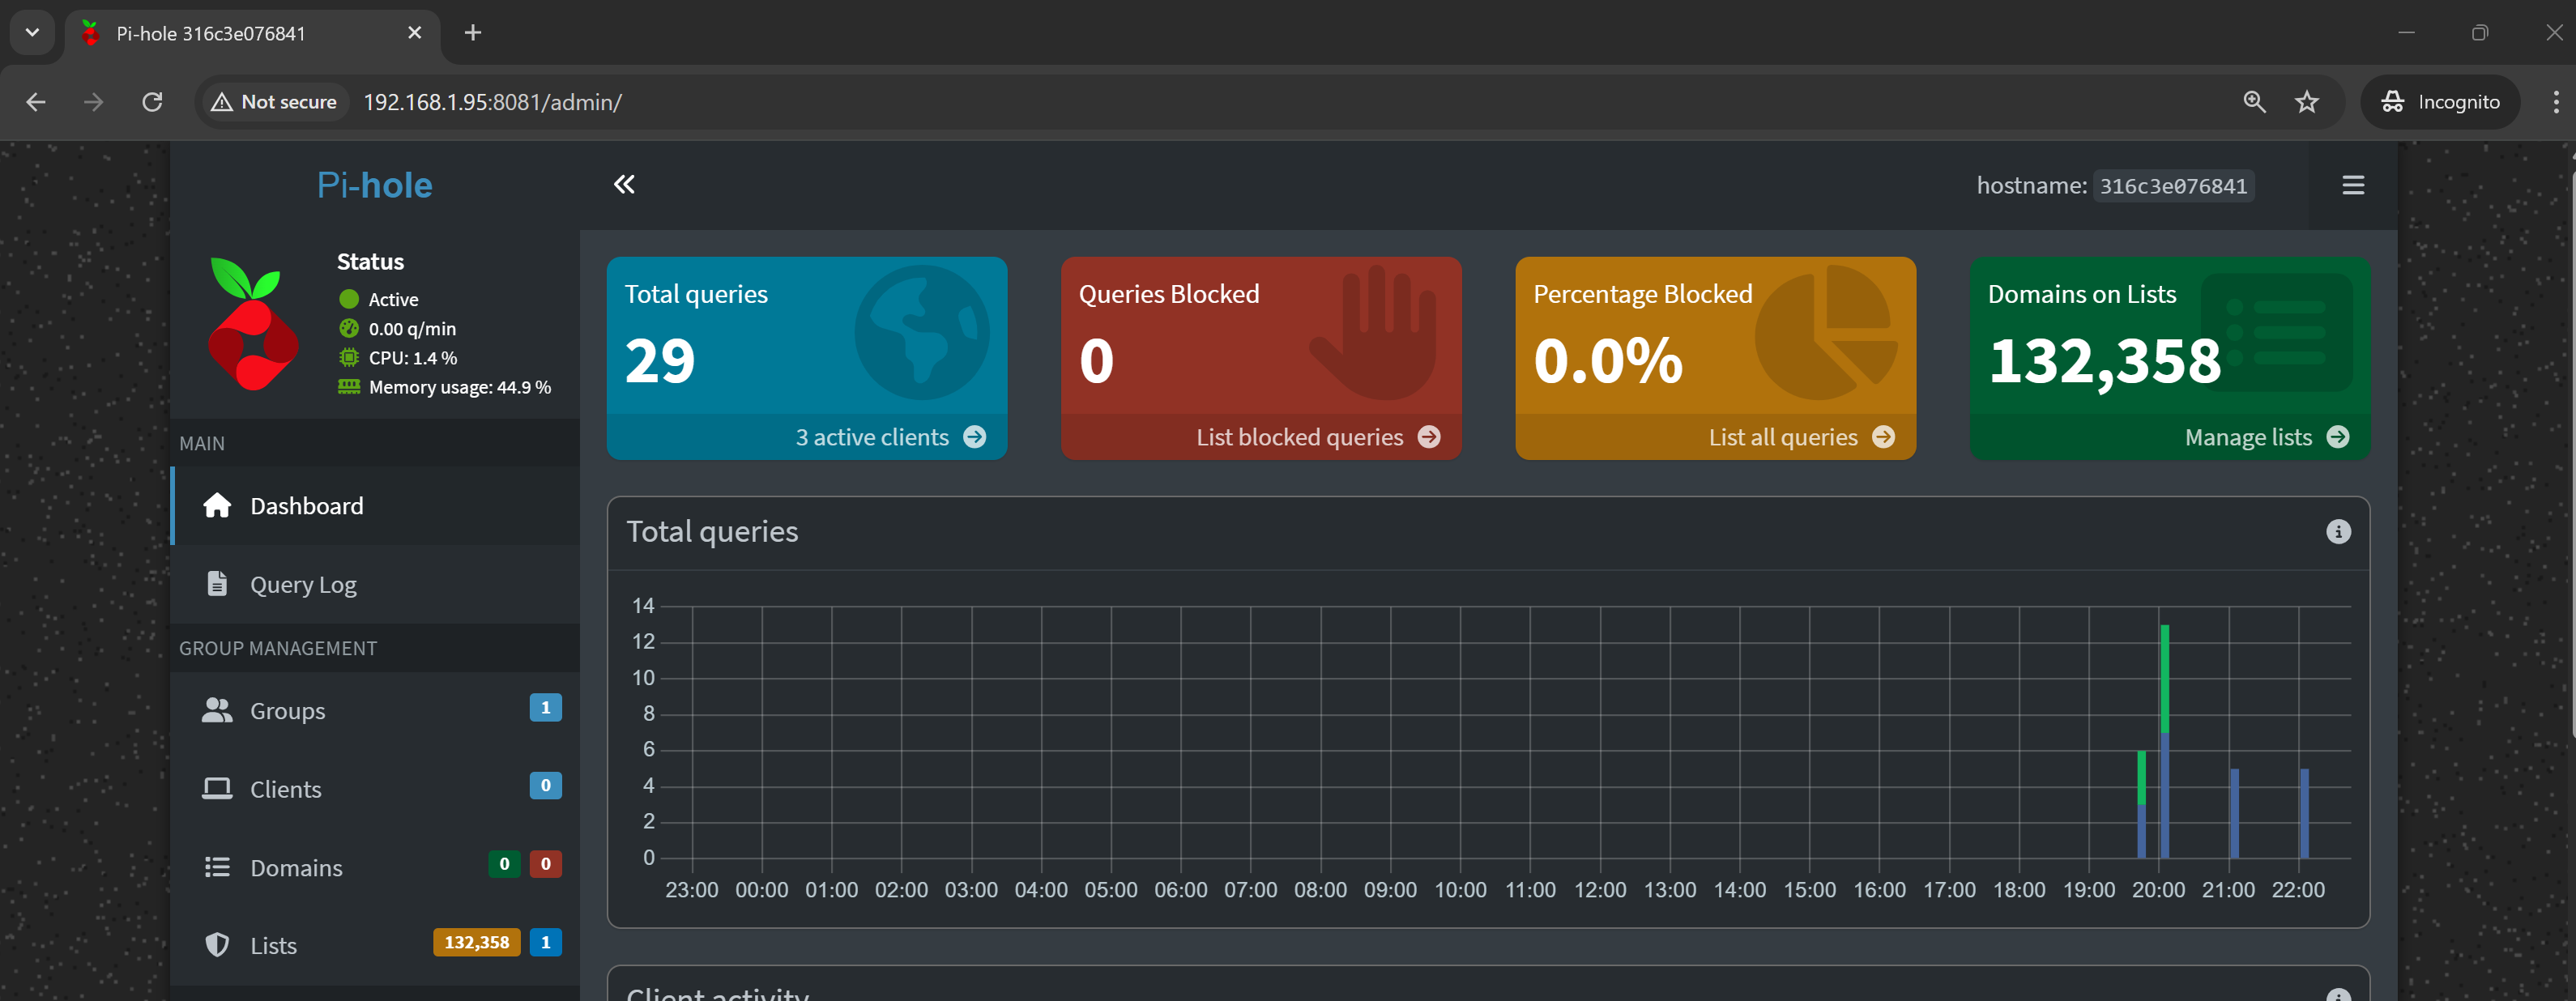 Pi-hole 316c3e076841
Not secure
192.168.1.95:8081/admin/
Incognito
Pi-hole
hostname: 316c3e076841
Status
Active
0.00 q/min
CPU: 1.4 %
Memory usage: 44.9 %
MAIN
Dashboard
Query Log
GROUP MANAGEMENT
Groups 1
Clients 0
Domains 0 0
Lists 132,358 1
Total queries
29
3 active clients
Queries Blocked
0
List blocked queries
Percentage Blocked
0.0%
List all queries
Domains on Lists
132,358
Manage lists
Total queries
14
12
10
8
6
4
2
0
23:00 00:00 01:00 02:00 03:00 04:00 05:00 06:00 07:00 08:00 09:00 10:00 11:00 12:00 13:00 14:00 15:00 16:00 17:00 18:00 19:00 20:00 21:00 22:00
Client activity